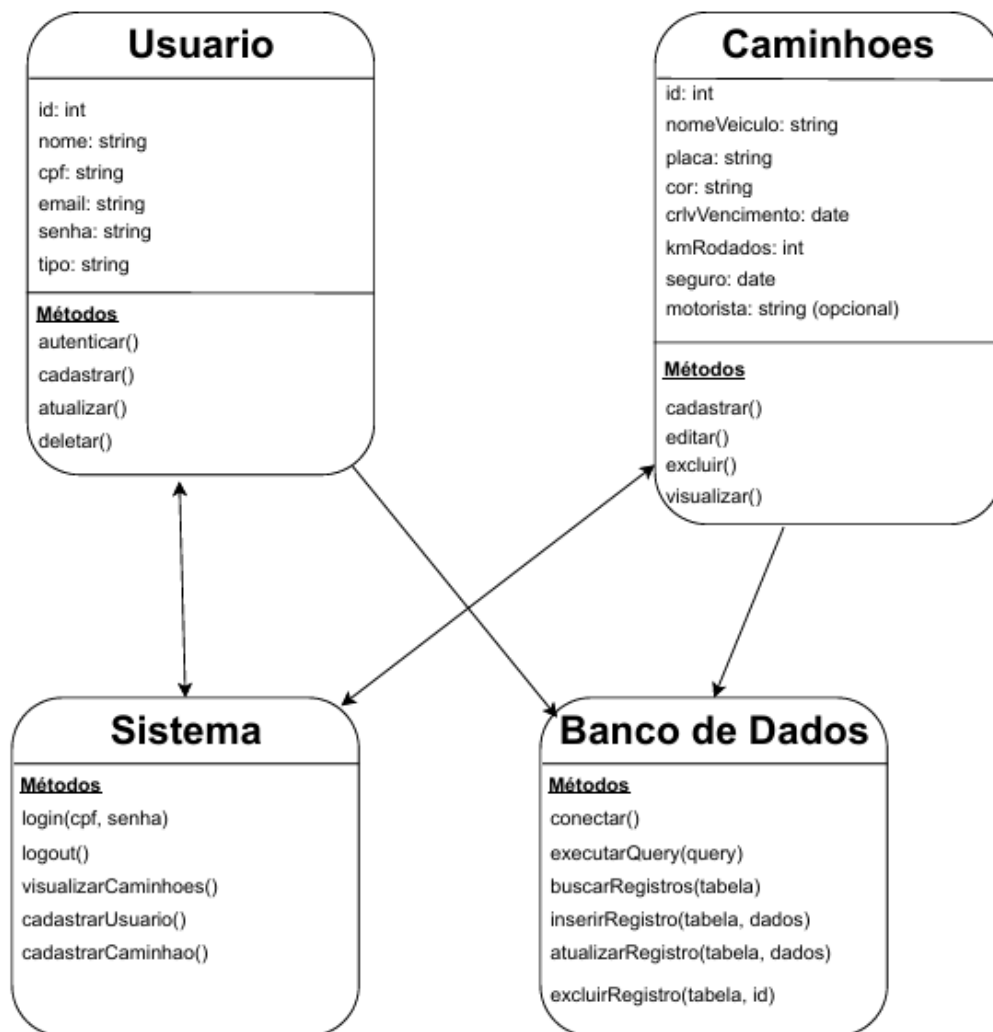 Usuario
id: int
nome: string
cpf: string
email: string
senha: string
tipo: string
Métodos
autenticar()
cadastrar()
atualizar()
deletar()
Caminhoes
id: int
nomeVeiculo: string
placa: string
cor: string
crlvVencimento: date
kmRodados: int
seguro: date
motorista: string (opcional)
Métodos
cadastrar()
editar()
excluir()
visualizar()
Sistema
Métodos
login(cpf, senha)
logout()
visualizarCaminhoes()
cadastrarUsuario()
cadastrarCaminhao()
Banco de Dados
Métodos
conectar()
executarQuery(query)
buscarRegistros(tabela)
inserirRegistro(tabela, dados)
atualizarRegistro(tabela, dados)
excluirRegistro(tabela, id)